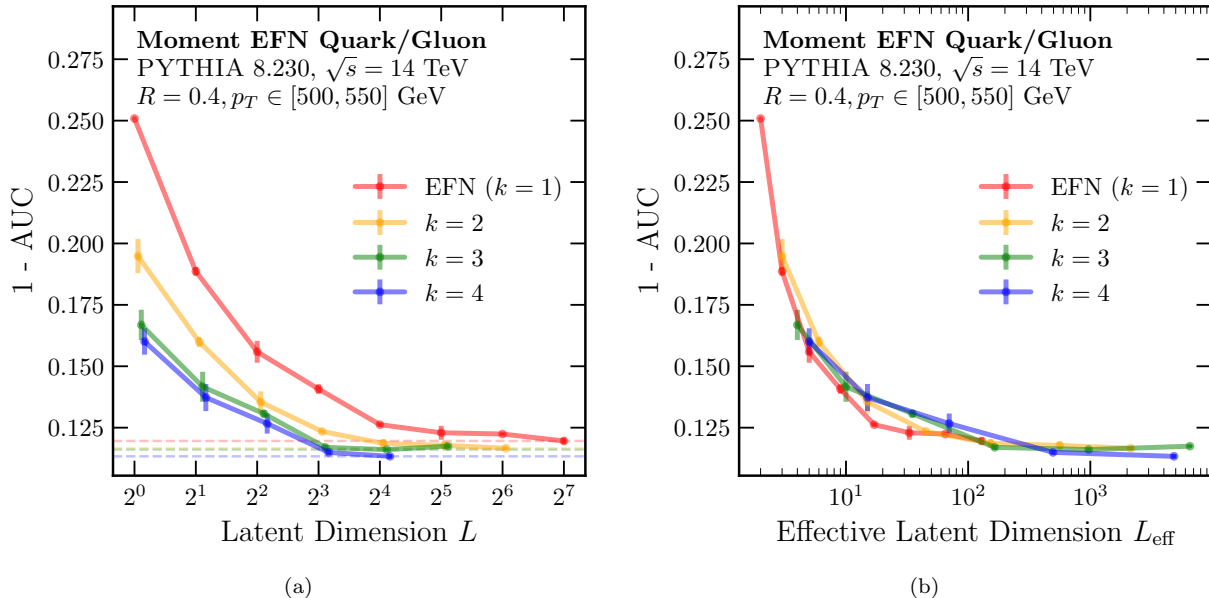 Moment EFN Quark/Gluon
PYTHIA 8.230, √s = 14 TeV
R = 0.4, p_T ∈ [500, 550] GeV
EFN (k = 1)
k = 2
k = 3
k = 4
1 - AUC
0.275
0.250
0.225
0.200
0.175
0.150
0.125
2^0 2^1 2^2 2^3 2^4 2^5 2^6 2^7
Latent Dimension L
(a)
Moment EFN Quark/Gluon
PYTHIA 8.230, √s = 14 TeV
R = 0.4, p_T ∈ [500, 550] GeV
EFN (k = 1)
k = 2
k = 3
k = 4
1 - AUC
0.275
0.250
0.225
0.200
0.175
0.150
0.125
10^1 10^2 10^3
Effective Latent Dimension L_eff
(b)